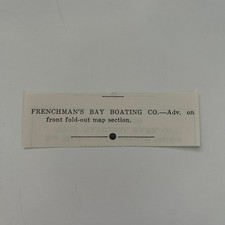 FRENCHMAN'S BAY BOATING CO.—Adv. on
front fold-out map section.